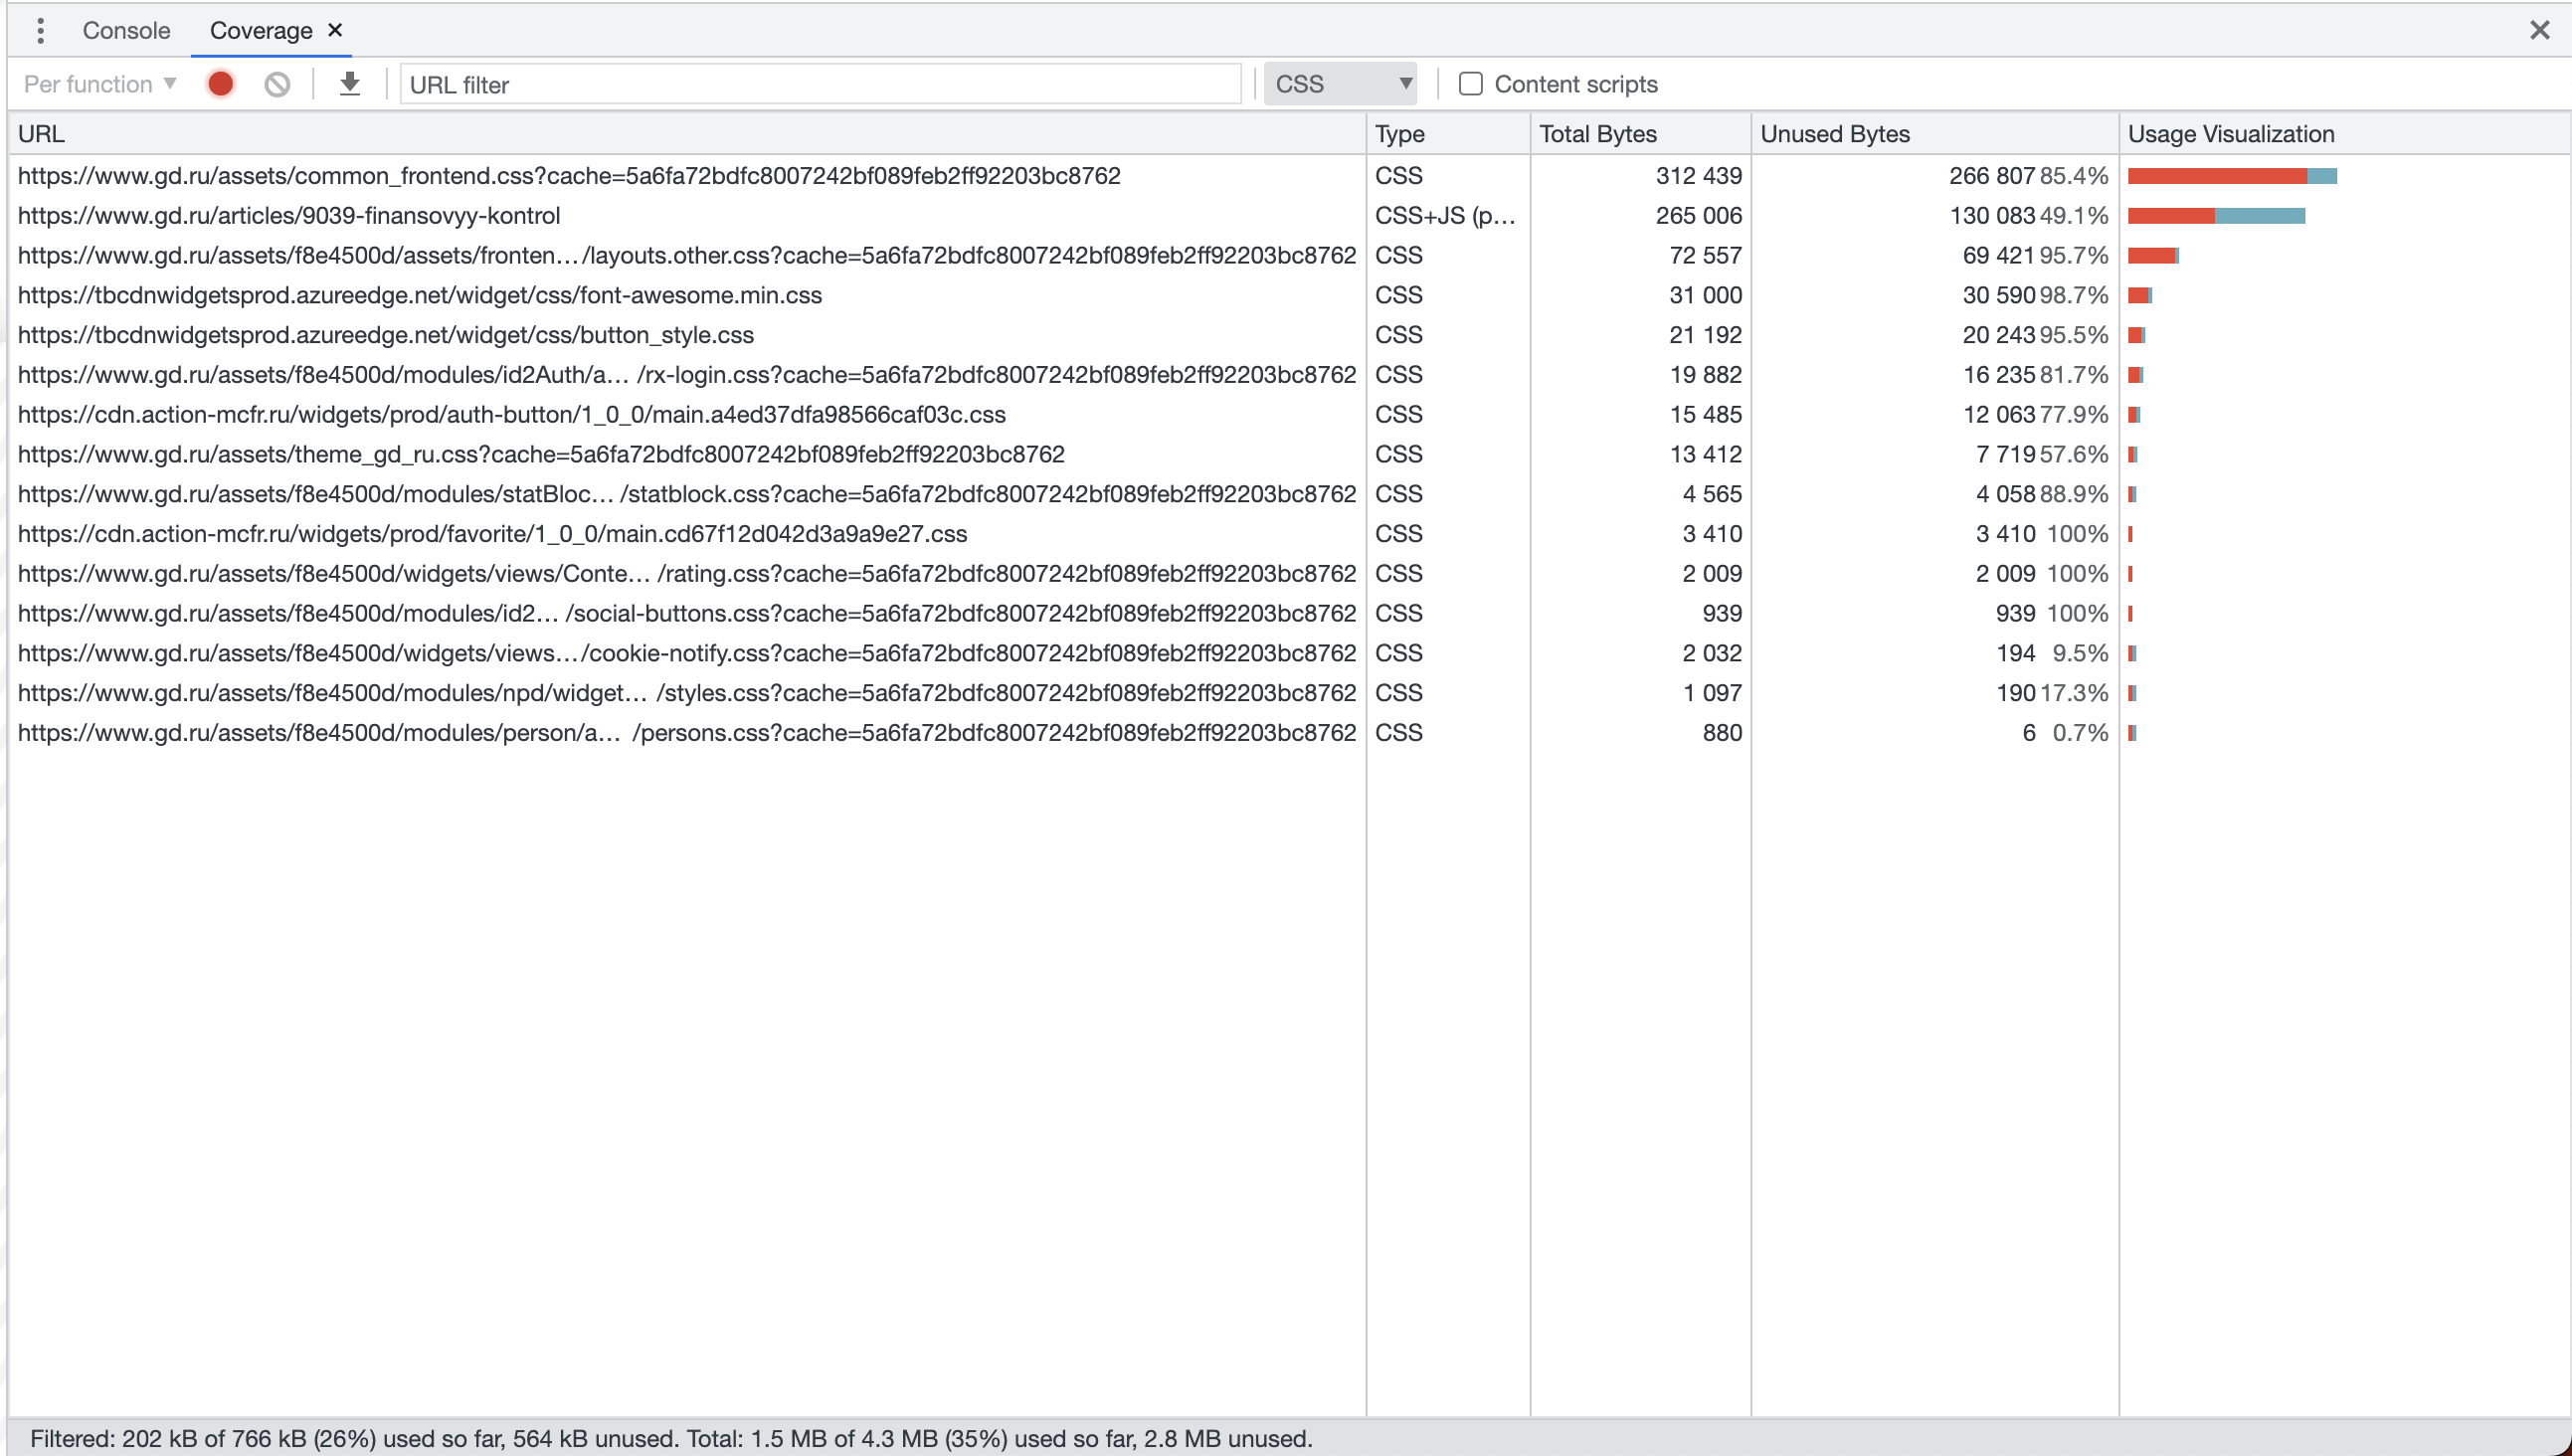 Console Coverage ×
Per function URL filter CSS Content scripts
URL Type Total Bytes Unused Bytes Usage Visualization
https://www.gd.ru/assets/common_frontend.css?cache=5a6fa72bdfc8007242bf089feb2ff92203bc8762 CSS 312 439 266 807 85.4%
https://www.gd.ru/articles/9039-finansovyy-kontrol CSS+JS (p… 265 006 130 083 49.1%
https://www.gd.ru/assets/f8e4500d/assets/fronten… /layouts.other.css?cache=5a6fa72bdfc8007242bf089feb2ff92203bc8762 CSS 72 557 69 421 95.7%
https://tbcdnwidgetsprod.azureedge.net/widget/css/font-awesome.min.css CSS 31 000 30 590 98.7%
https://tbcdnwidgetsprod.azureedge.net/widget/css/button_style.css CSS 21 192 20 243 95.5%
https://www.gd.ru/assets/f8e4500d/modules/id2Auth/a… /rx-login.css?cache=5a6fa72bdfc8007242bf089feb2ff92203bc8762 CSS 19 882 16 235 81.7%
https://cdn.action-mcfr.ru/widgets/prod/auth-button/1_0_0/main.a4ed37dfa98566caf03c.css CSS 15 485 12 063 77.9%
https://www.gd.ru/assets/theme_gd_ru.css?cache=5a6fa72bdfc8007242bf089feb2ff92203bc8762 CSS 13 412 7 719 57.6%
https://www.gd.ru/assets/f8e4500d/modules/statBloc… /statblock.css?cache=5a6fa72bdfc8007242bf089feb2ff92203bc8762 CSS 4 565 4 058 88.9%
https://cdn.action-mcfr.ru/widgets/prod/favorite/1_0_0/main.cd67f12d042d3a9a9e27.css CSS 3 410 3 410 100%
https://www.gd.ru/assets/f8e4500d/widgets/views/Conte… /rating.css?cache=5a6fa72bdfc8007242bf089feb2ff92203bc8762 CSS 2 009 2 009 100%
https://www.gd.ru/assets/f8e4500d/modules/id2… /social-buttons.css?cache=5a6fa72bdfc8007242bf089feb2ff92203bc8762 CSS 939 939 100%
https://www.gd.ru/assets/f8e4500d/widgets/views… /cookie-notify.css?cache=5a6fa72bdfc8007242bf089feb2ff92203bc8762 CSS 2 032 194 9.5%
https://www.gd.ru/assets/f8e4500d/modules/npd/widget… /styles.css?cache=5a6fa72bdfc8007242bf089feb2ff92203bc8762 CSS 1 097 190 17.3%
https://www.gd.ru/assets/f8e4500d/modules/person/a… /persons.css?cache=5a6fa72bdfc8007242bf089feb2ff92203bc8762 CSS 880 6 0.7%
Filtered: 202 kB of 766 kB (26%) used so far, 564 kB unused. Total: 1.5 MB of 4.3 MB (35%) used so far, 2.8 MB unused.